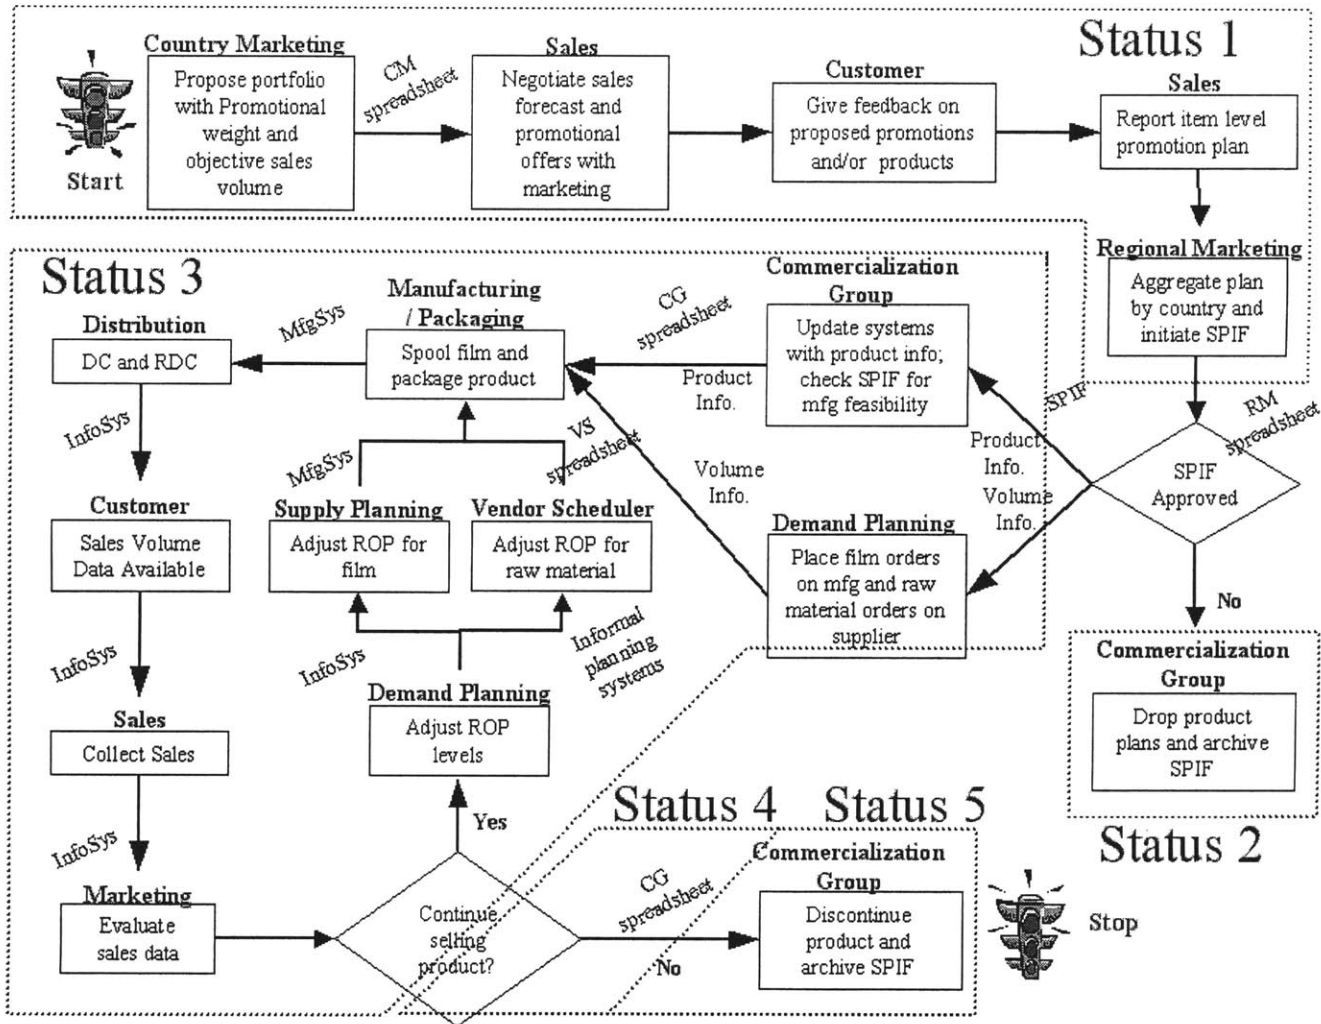 Status 1
Country Marketing
Propose portfolio
with Promotional
weight and
objective sales
volume
Start
CM
spreadsheet
Sales
Negotiate sales
forecast and
promotional
offers with
marketing
Customer
Give feedback on
proposed promotions
and/or products
Sales
Report item level
promotion plan
Regional Marketing
Aggregate plan
by country and
initiate SPIF
RM
spreadsheet
SPIF
Approved
SPIF
Product
Info.
Volume
Info.
No
Commercialization
Group
Drop product
plans and archive
SPIF
Status 2
Status 3
Commercialization
Group
Update systems
with product info;
check SPIF for
mfg feasibility
CG
spreadsheet
Product
Info.
Demand Planning
Place film orders
on mfg and raw
material orders on
supplier
Volume
Info.
Manufacturing
/ Packaging
Spool film and
package product
MfgSys
Distribution
DC and RDC
InfoSys
Customer
Sales Volume
Data Available
InfoSys
Sales
Collect Sales
InfoSys
Marketing
Evaluate
sales data
MfgSys
VS
spreadsheet
Supply Planning
Adjust ROP for
film
Vendor Scheduler
Adjust ROP for
raw material
InfoSys
Informal
planning
systems
Demand Planning
Adjust ROP
levels
Yes
Continue
selling
product?
Status 4
Status 5
CG
spreadsheet
No
Commercialization
Group
Discontinue
product and
archive SPIF
Stop